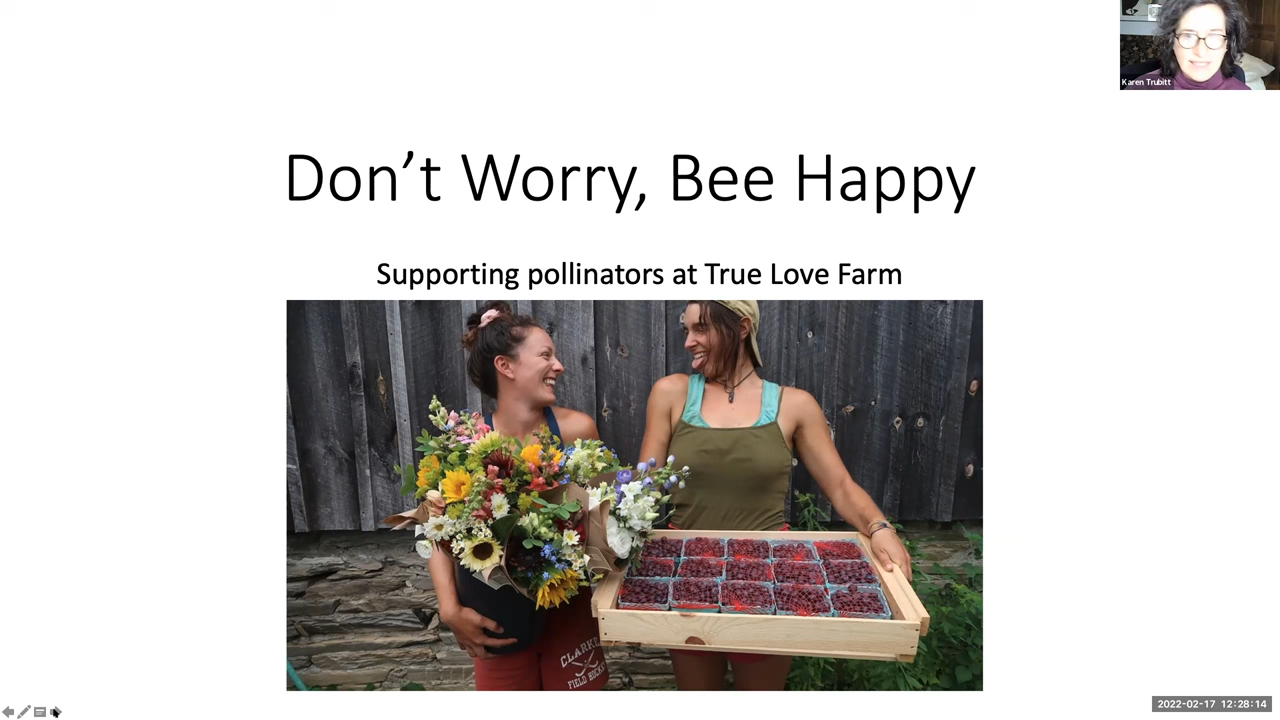 Karen Trubitt
Don’t Worry, Bee Happy
Supporting pollinators at True Love Farm
CLARK
FIELD HOCKEY
2022-02-17 12:28:14